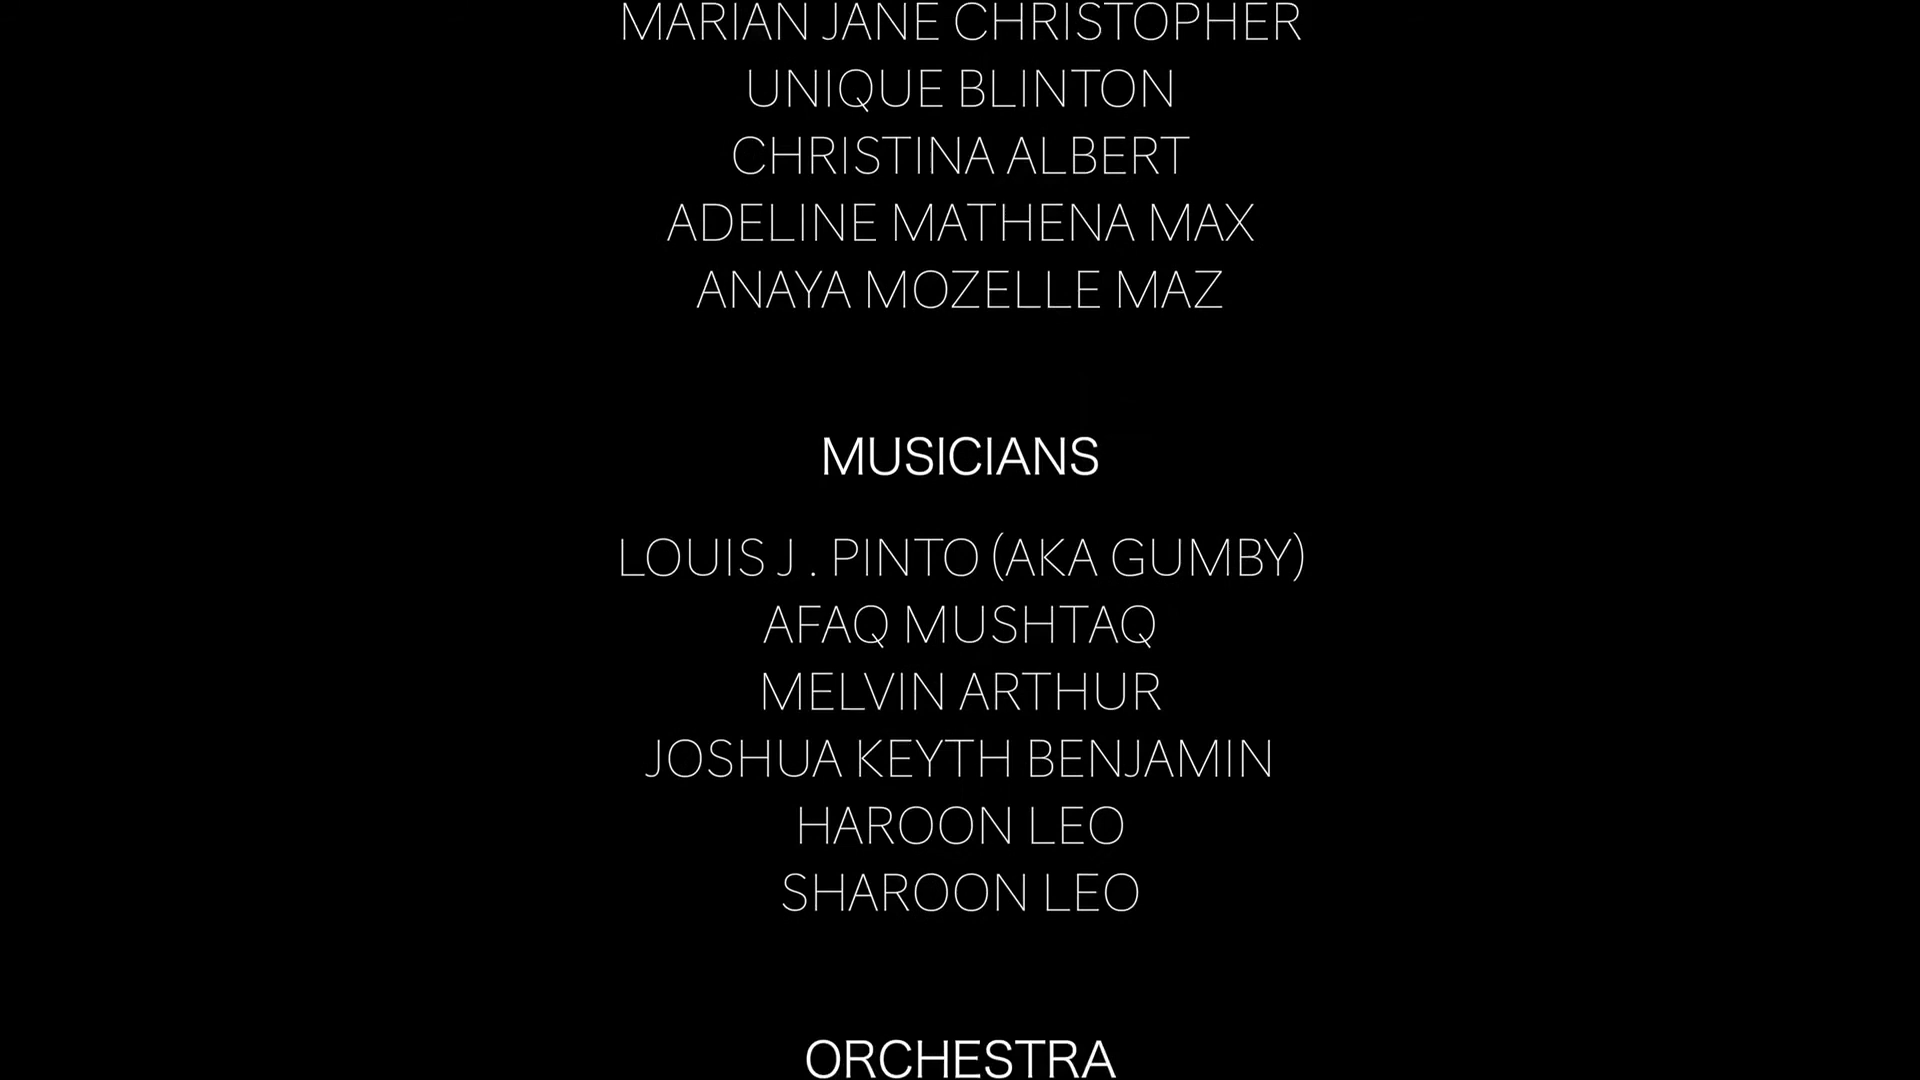 MARIAN JANE CHRISTOPHER
UNIQUE BLINTON
CHRISTINA ALBERT
ADELINE MATHENA MAX
ANAYA MOZELLE MAZ
MUSICIANS
LOUIS J . PINTO (AKA GUMBY)
AFAQ MUSHTAQ
MELVIN ARTHUR
JOSHUA KEYTH BENJAMIN
HAROON LEO
SHAROON LEO
ORCHESTRA